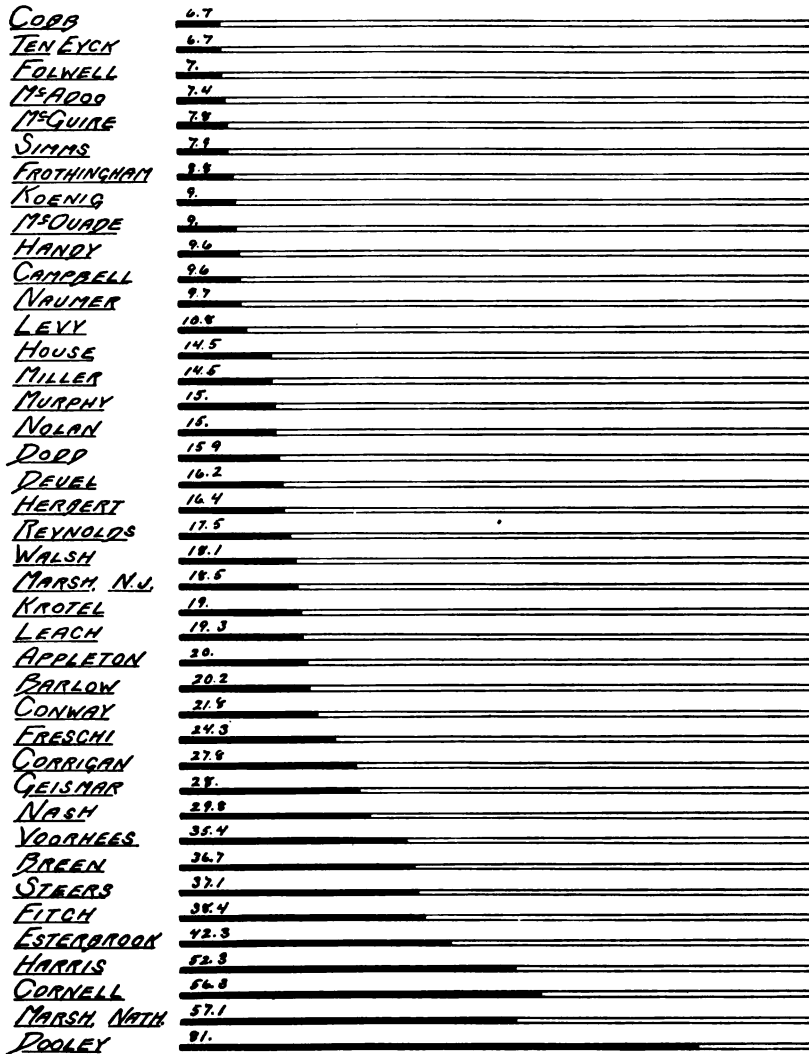 COBB 6.7
TEN EYCK 6.7
FOLWELL 7.
McADOO 7.4
McGUIRE 7.8
SIMMS 7.9
FROTHINGHAM 8.8
KOENIG 9.
McQUADE 9.
HANDY 9.6
CAMPBELL 9.6
NAUMER 9.7
LEVY 10.8
HOUSE 14.5
MILLER 14.5
MURPHY 15.
NOLAN 15.
DODD 15 9
DEUEL 16.2
HERBERT 16.4
REYNOLDS 17.5
WALSH 18.1
MARSH, N.J. 18.5
KROTEL 19.
LEACH 19.3
APPLETON 20.
BARLOW 20.2
CONWAY 21.8
FRESCHI 24.3
CORRIGAN 27.8
GEISMAR 28.
NASH 29.8
VOORHEES 35.4
BREEN 36.7
STEERS 37.1
FITCH 38.4
ESTERBROOK 42.3
HARRIS 52.3
CORNELL 56.3
MARSH, NATH. 57.1
DOOLEY 81.